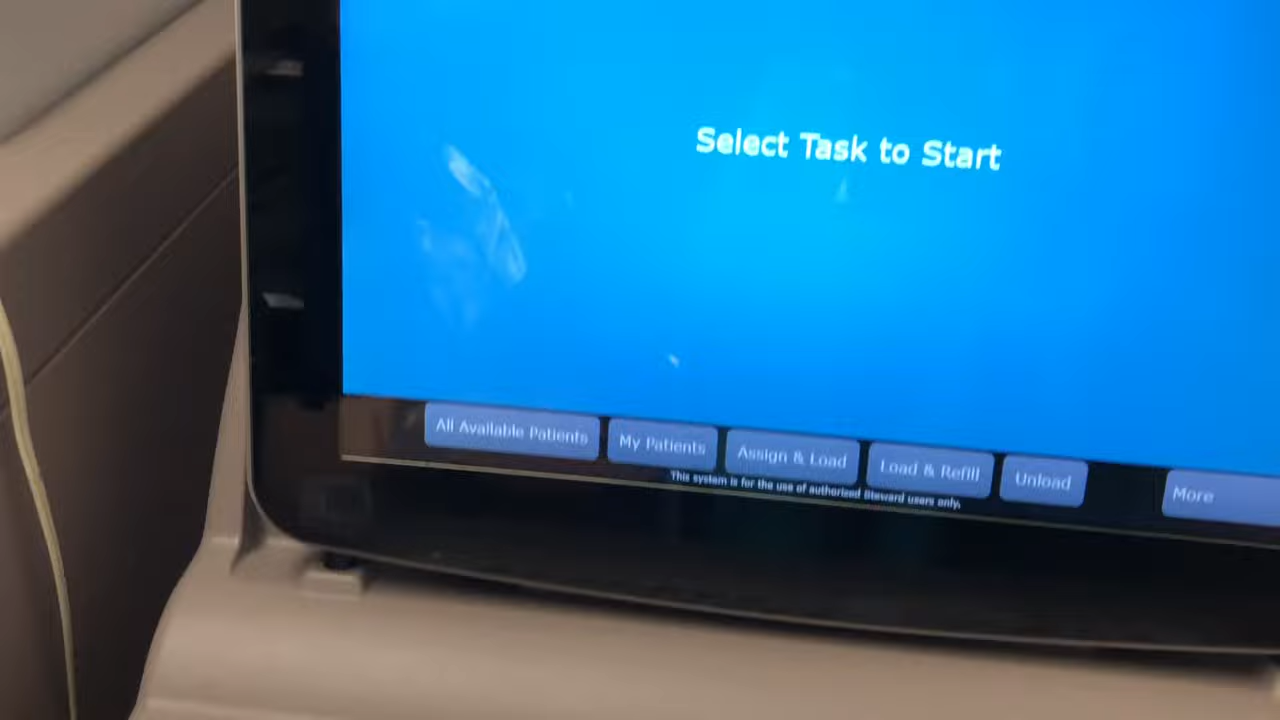 Select Task to Start
All Available Patients
My Patients
Assign & Load
Load & Refill
Unload
More
This system is for the use of authorized Steward users only.